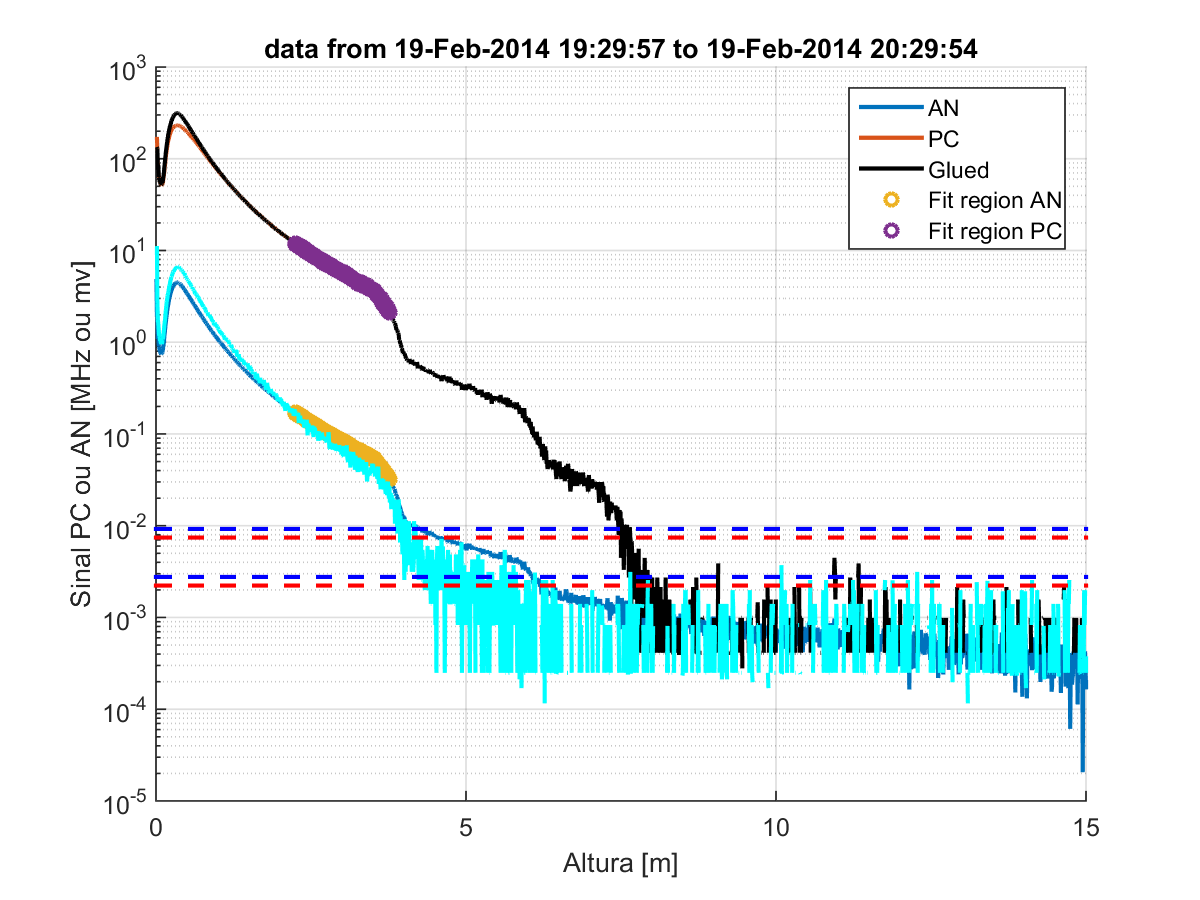 data from 19-Feb-2014 19:29:57 to 19-Feb-2014 20:29:54
AN
PC
Glued
Fit region AN
Fit region PC
Sinal PC ou AN [MHz ou mv]
10^3
10^2
10^1
10^0
10^-1
10^-2
10^-3
10^-4
10^-5
0 5 10 15
Altura [m]